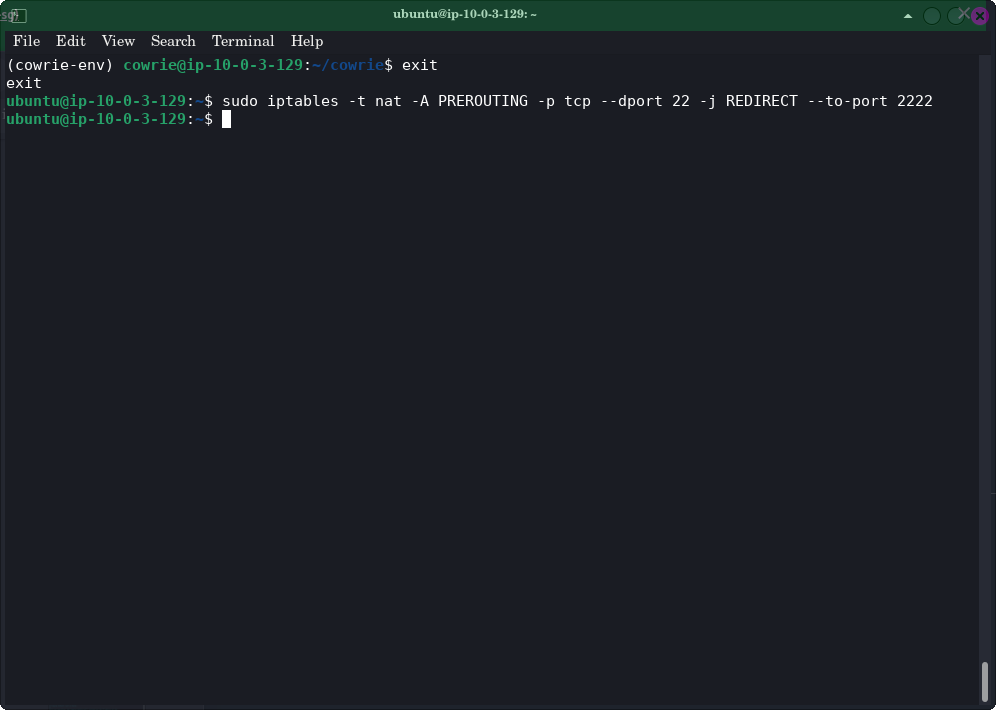 ubuntu@ip-10-0-3-129: ~
File Edit View Search Terminal Help
(cowrie-env) cowrie@ip-10-0-3-129:~/cowrie$ exit
exit
ubuntu@ip-10-0-3-129:~$ sudo iptables -t nat -A PREROUTING -p tcp --dport 22 -j REDIRECT --to-port 2222
ubuntu@ip-10-0-3-129:~$